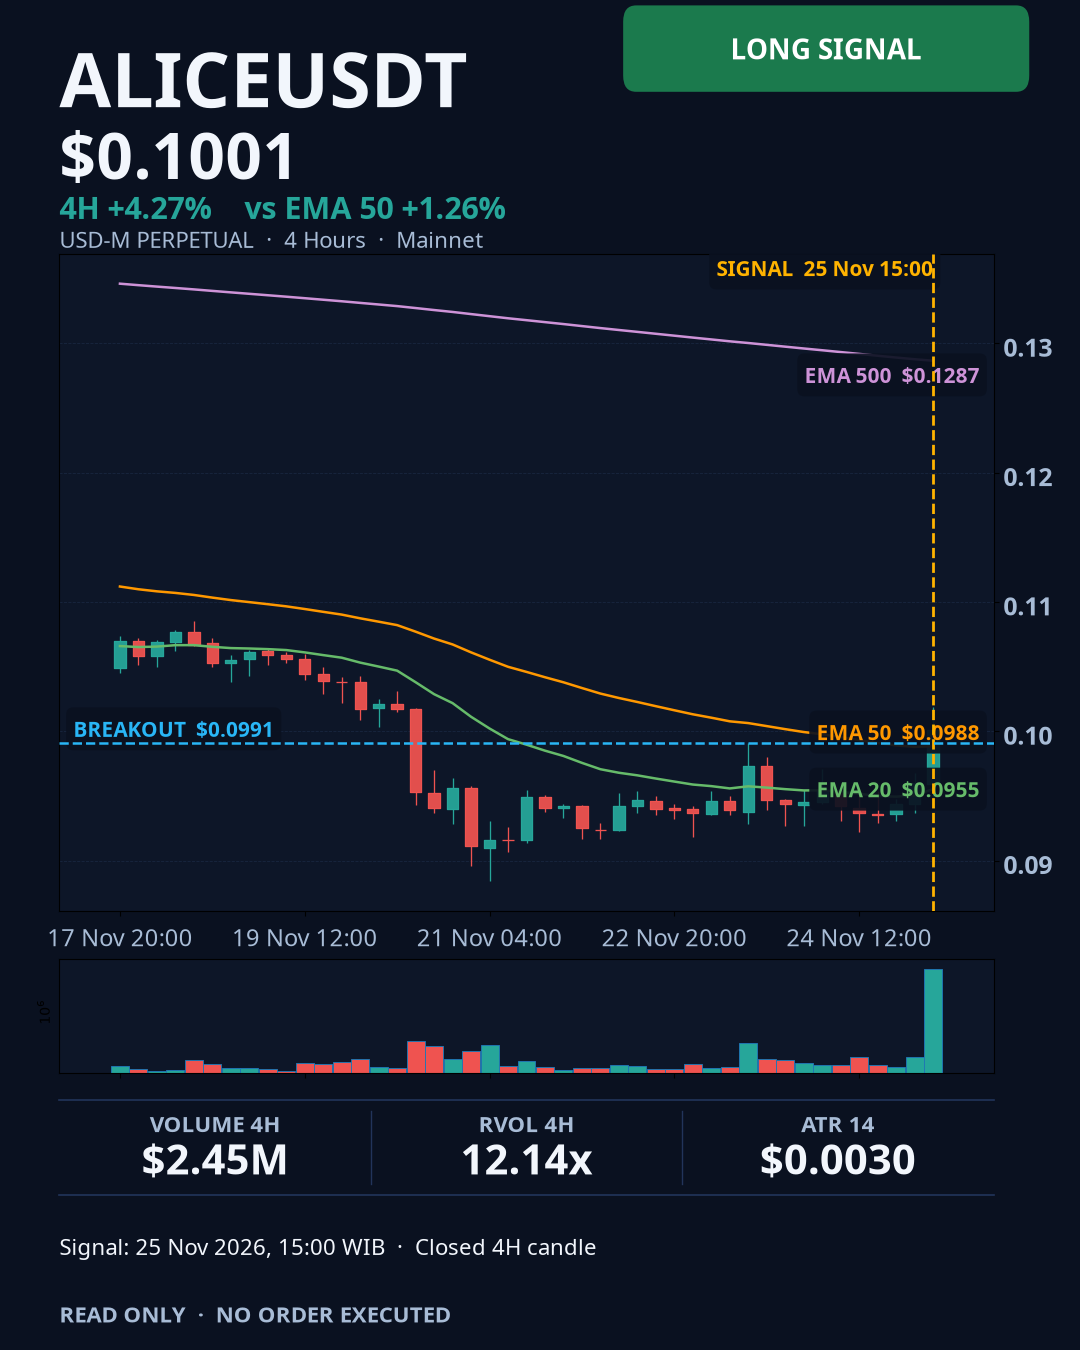 LONG SIGNAL
ALICEUSDT
$0.1001
4H +4.27% vs EMA 50 +1.26%
USD-M PERPETUAL · 4 Hours · Mainnet
SIGNAL 25 Nov 15:00
0.13
EMA 500 $0.1287
0.12
0.11
BREAKOUT $0.0991
EMA 50 $0.0988
0.10
EMA 20 $0.0955
0.09
17 Nov 20:00 19 Nov 12:00 21 Nov 04:00 22 Nov 20:00 24 Nov 12:00
10⁶
VOLUME 4H RVOL 4H ATR 14
$2.45M 12.14x $0.0030
Signal: 25 Nov 2026, 15:00 WIB · Closed 4H candle
READ ONLY · NO ORDER EXECUTED